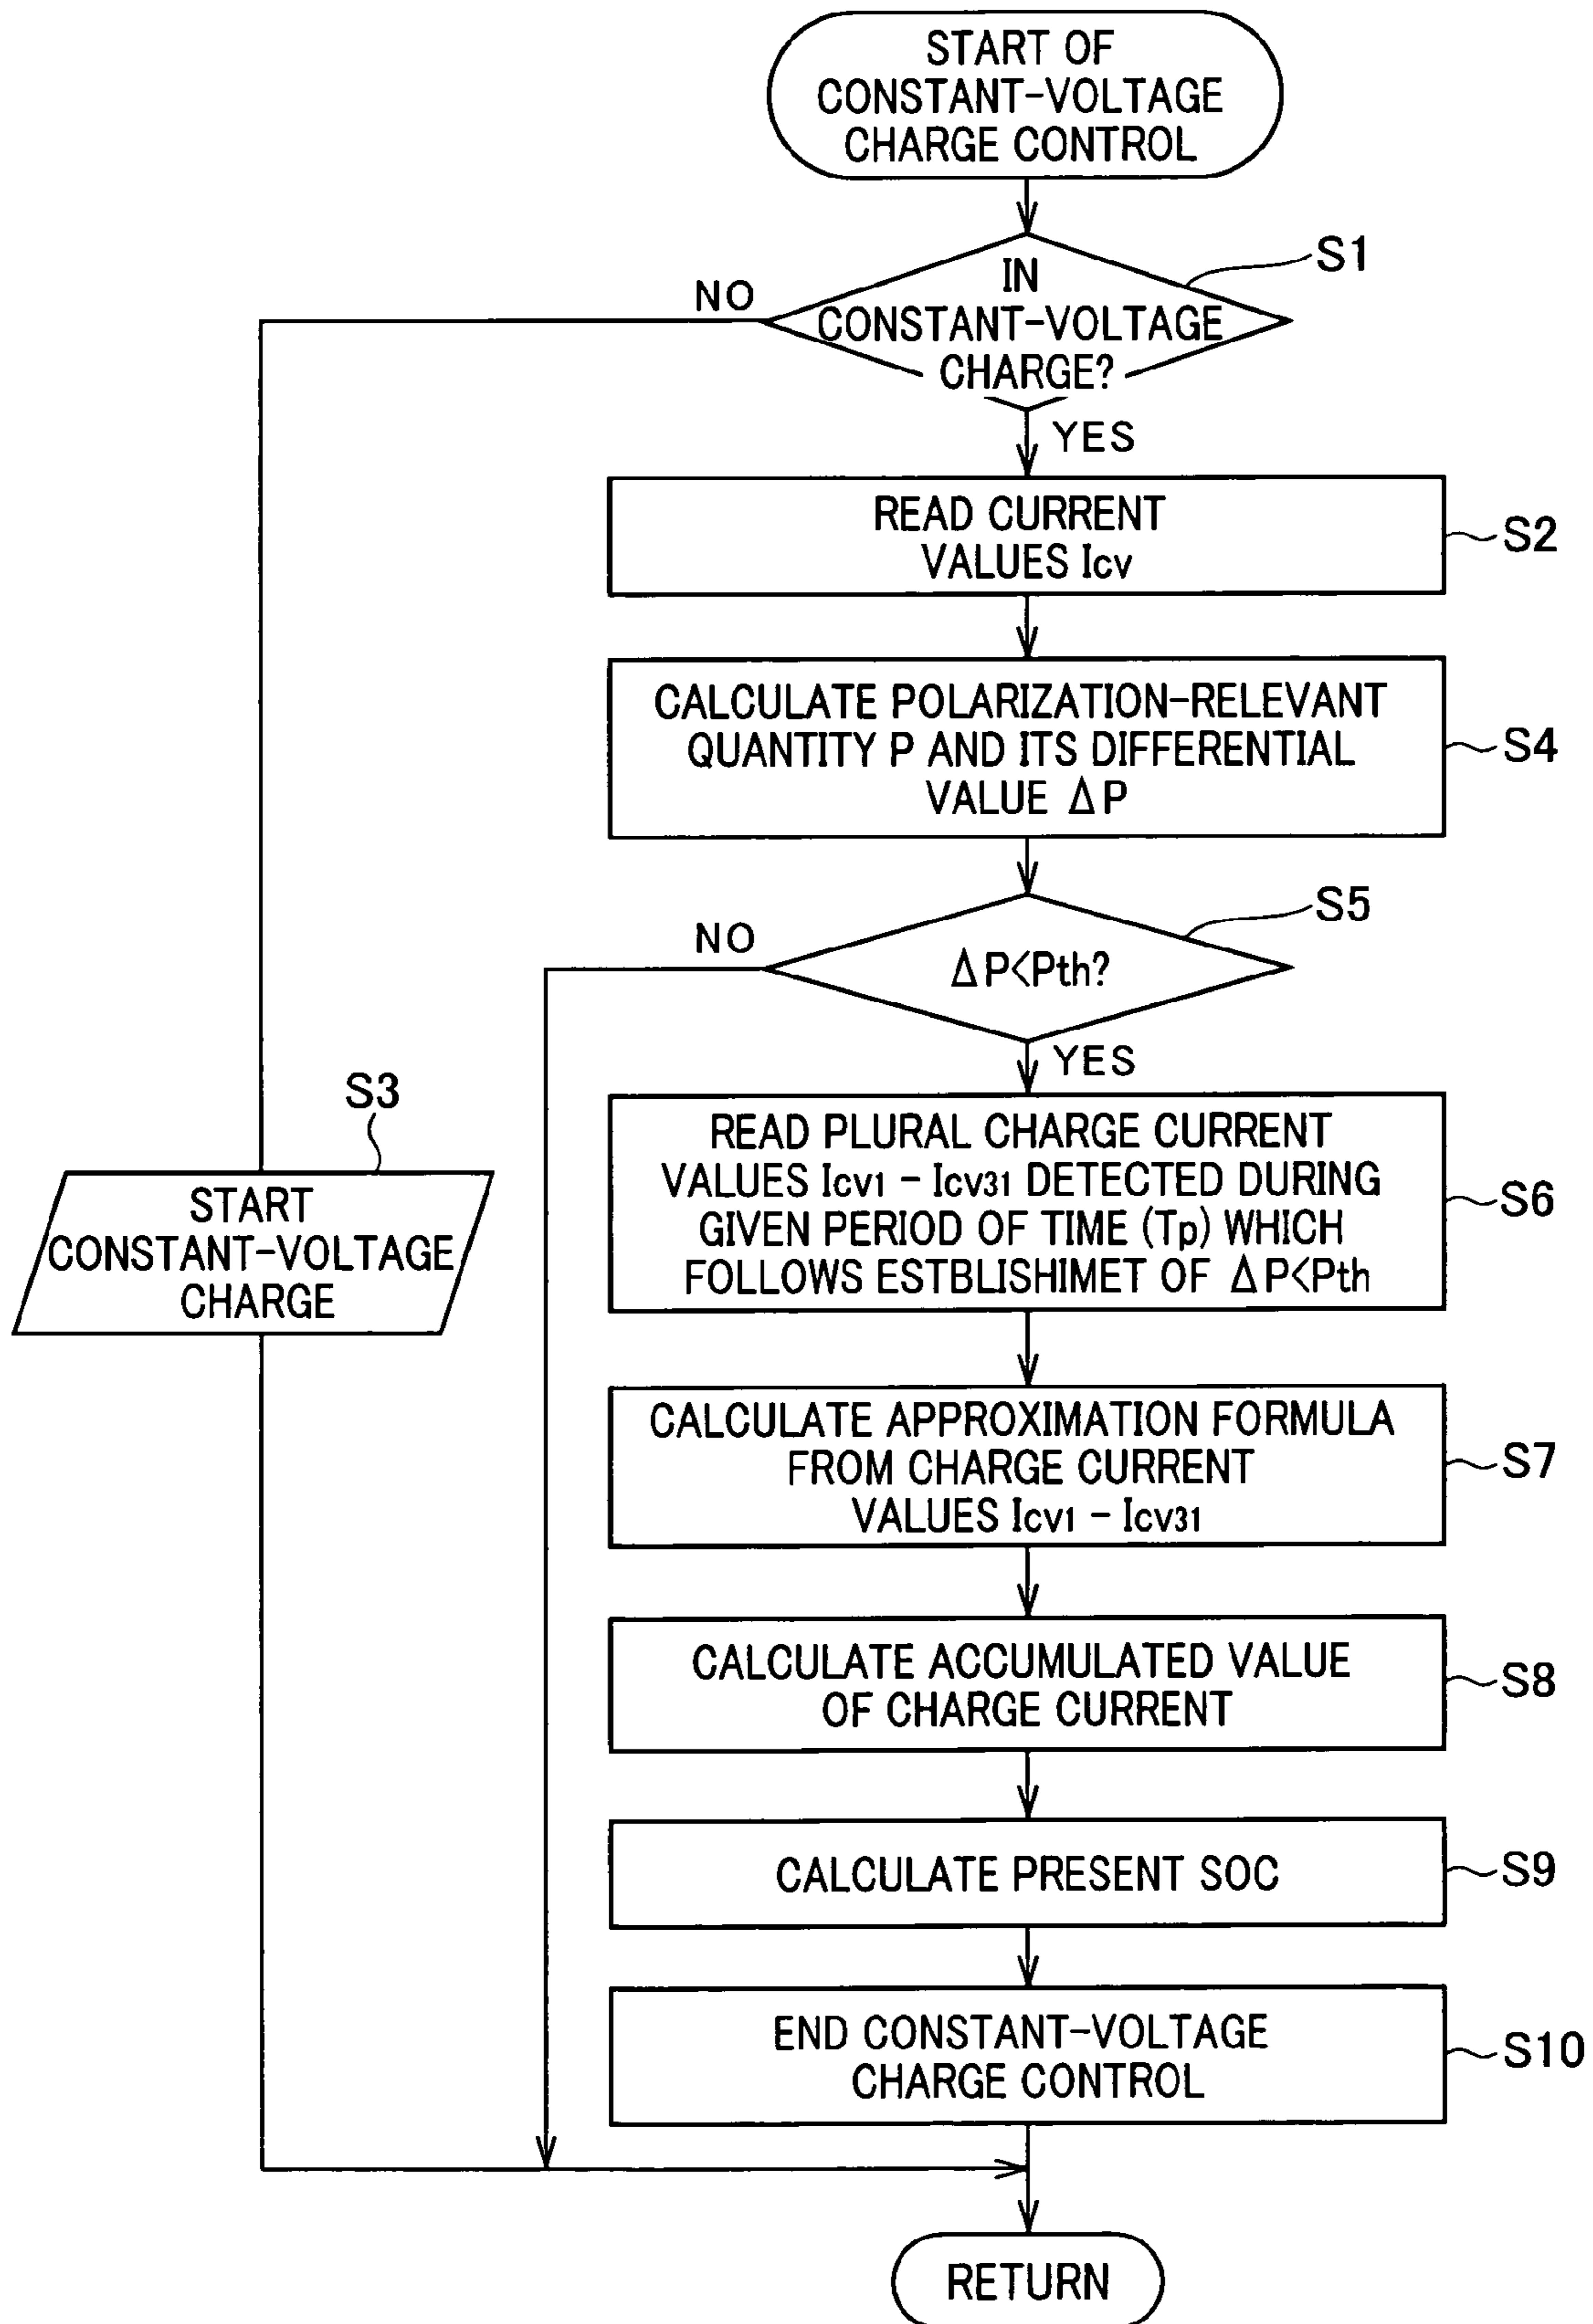 START OF
CONSTANT-VOLTAGE
CHARGE CONTROL
S1
IN
CONSTANT-VOLTAGE
CHARGE?
NO
YES
READ CURRENT
VALUES Icv
S2
CALCULATE POLARIZATION-RELEVANT
QUANTITY P AND ITS DIFFERENTIAL
VALUE ΔP
S4
S5
ΔP<Pth?
NO
YES
S3
START
CONSTANT-VOLTAGE
CHARGE
READ PLURAL CHARGE CURRENT
VALUES Icv1 - Icv31 DETECTED DURING
GIVEN PERIOD OF TIME (Tp) WHICH
FOLLOWS ESTBLISHIMET OF ΔP<Pth
S6
CALCULATE APPROXIMATION FORMULA
FROM CHARGE CURRENT
VALUES Icv1 - Icv31
S7
CALCULATE ACCUMULATED VALUE
OF CHARGE CURRENT
S8
CALCULATE PRESENT SOC
S9
END CONSTANT-VOLTAGE
CHARGE CONTROL
S10
RETURN